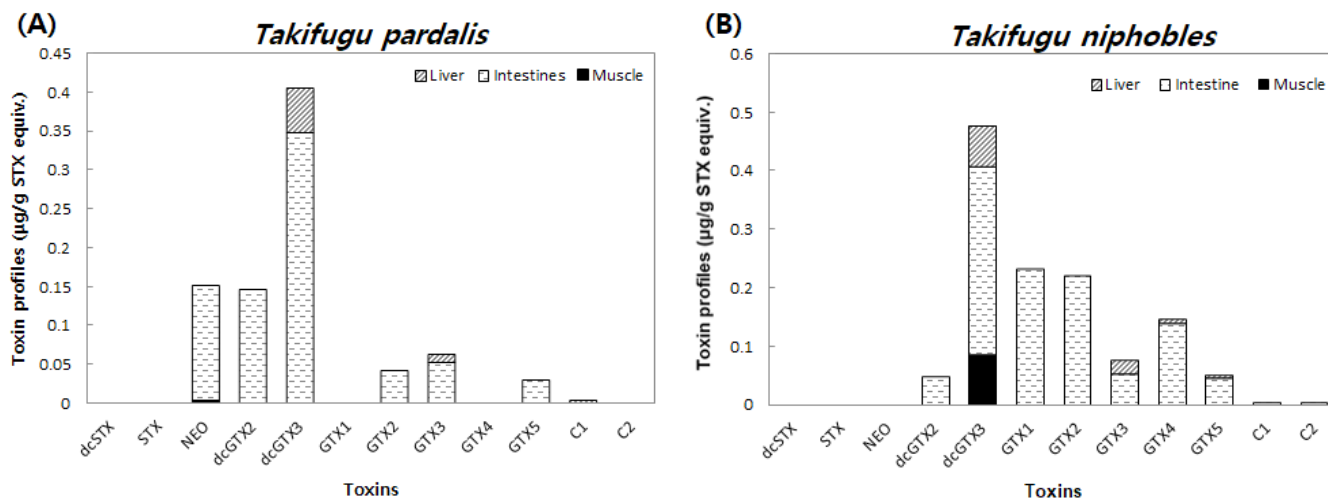 (A)
Takifugu pardalis
Toxin profiles (µg/g STX equiv.)
0.45
0.4
0.35
0.3
0.25
0.2
0.15
0.1
0.05
0
Liver Intestines Muscle
dcSTX STX NEO dcGTX2 dcGTX3 GTX1 GTX2 GTX3 GTX4 GTX5 C1 C2
Toxins
(B)
Takifugu niphobles
Toxin profiles (µg/g STX equiv.)
0.6
0.5
0.4
0.3
0.2
0.1
0
Liver Intestine Muscle
dcSTX STX NEO dcGTX2 dcGTX3 GTX1 GTX2 GTX3 GTX4 GTX5 C1 C2
Toxins